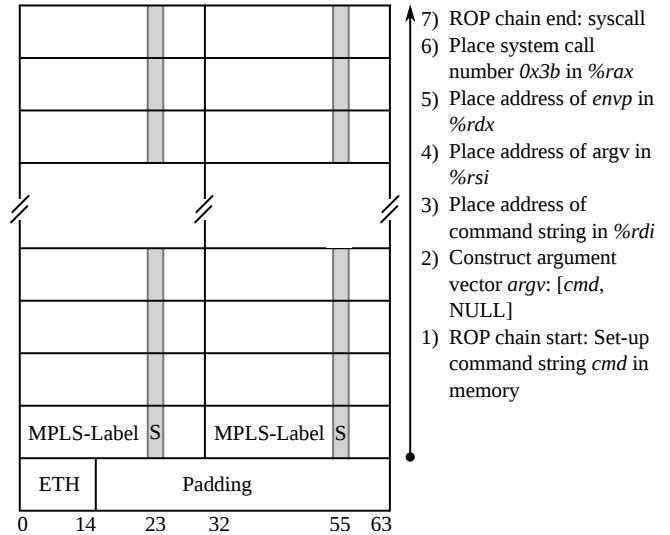 7) ROP chain end: syscall
6) Place system call
number 0x3b in %rax
5) Place address of envp in
%rdx
4) Place address of argv in
%rsi
3) Place address of
command string in %rdi
2) Construct argument
vector argv: [cmd,
NULL]
1) ROP chain start: Set-up
command string cmd in
memory
MPLS-Label S MPLS-Label S
ETH Padding
0 14 23 32 55 63